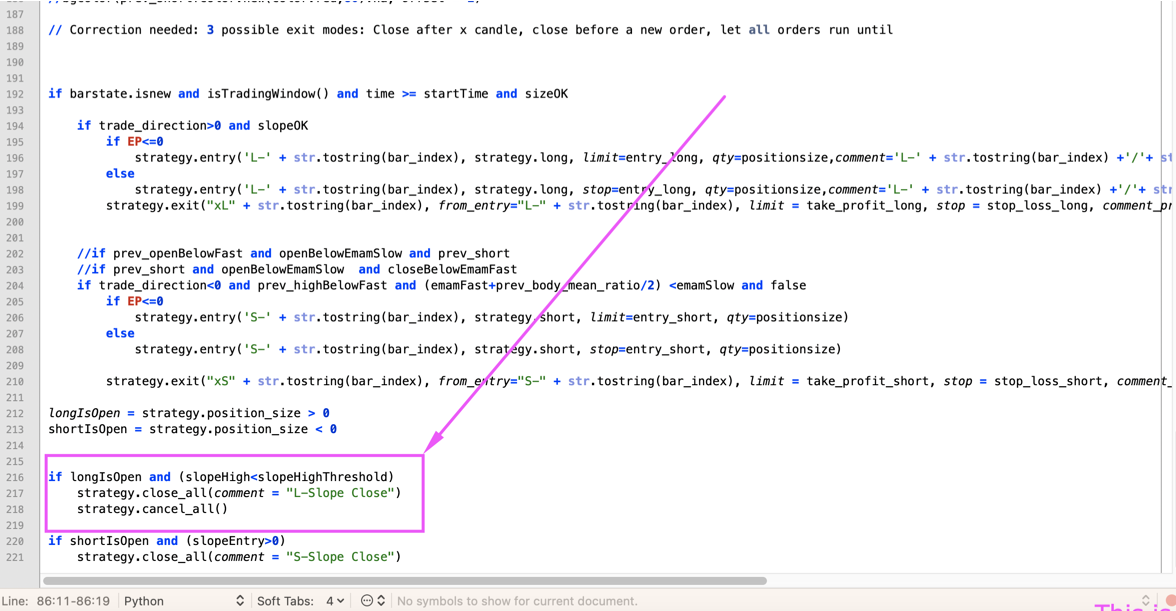 187
188 // Correction needed: 3 possible exit modes: Close after x candle, close before a new order, let all orders run until
189
190
191
192 if barstate.isnew and isTradingWindow() and time >= startTime and sizeOK
193
194     if trade_direction>0 and slopeOK
195         if EP<=0
196             strategy.entry('L-' + str.tostring(bar_index), strategy.long, limit=entry_long, qty=positionsize,comment='L-' + str.tostring(bar_index) +'/'+ st
197         else
198             strategy.entry('L-' + str.tostring(bar_index), strategy.long, stop=entry_long, qty=positionsize,comment='L-' + str.tostring(bar_index) +'/'+ str
199         strategy.exit("xL" + str.tostring(bar_index), from_entry="L-" + str.tostring(bar_index), limit = take_profit_long, stop = stop_loss_long, comment_pr
200
201
202     //if prev_openBelowFast and openBelowEmamSlow and prev_short
203     //if prev_short and openBelowEmamSlow  and closeBelowEmamFast
204     if trade_direction<0 and prev_highBelowFast and (emamFast+prev_body_mean_ratio/2) <emamSlow and false
205         if EP<=0
206             strategy.entry('S-' + str.tostring(bar_index), strategy.short, limit=entry_short, qty=positionsize)
207         else
208             strategy.entry('S-' + str.tostring(bar_index), strategy.short, stop=entry_short, qty=positionsize)
209
210         strategy.exit("xS" + str.tostring(bar_index), from_entry="S-" + str.tostring(bar_index), limit = take_profit_short, stop = stop_loss_short, comment_
211
212 longIsOpen = strategy.position_size > 0
213 shortIsOpen = strategy.position_size < 0
214
215
216 if longIsOpen and (slopeHigh<slopeHighThreshold)
217     strategy.close_all(comment = "L-Slope Close")
218     strategy.cancel_all()
219
220 if shortIsOpen and (slopeEntry>0)
221     strategy.close_all(comment = "S-Slope Close")
Line: 86:11-86:19 Python Soft Tabs: 4 No symbols to show for current document.
This is